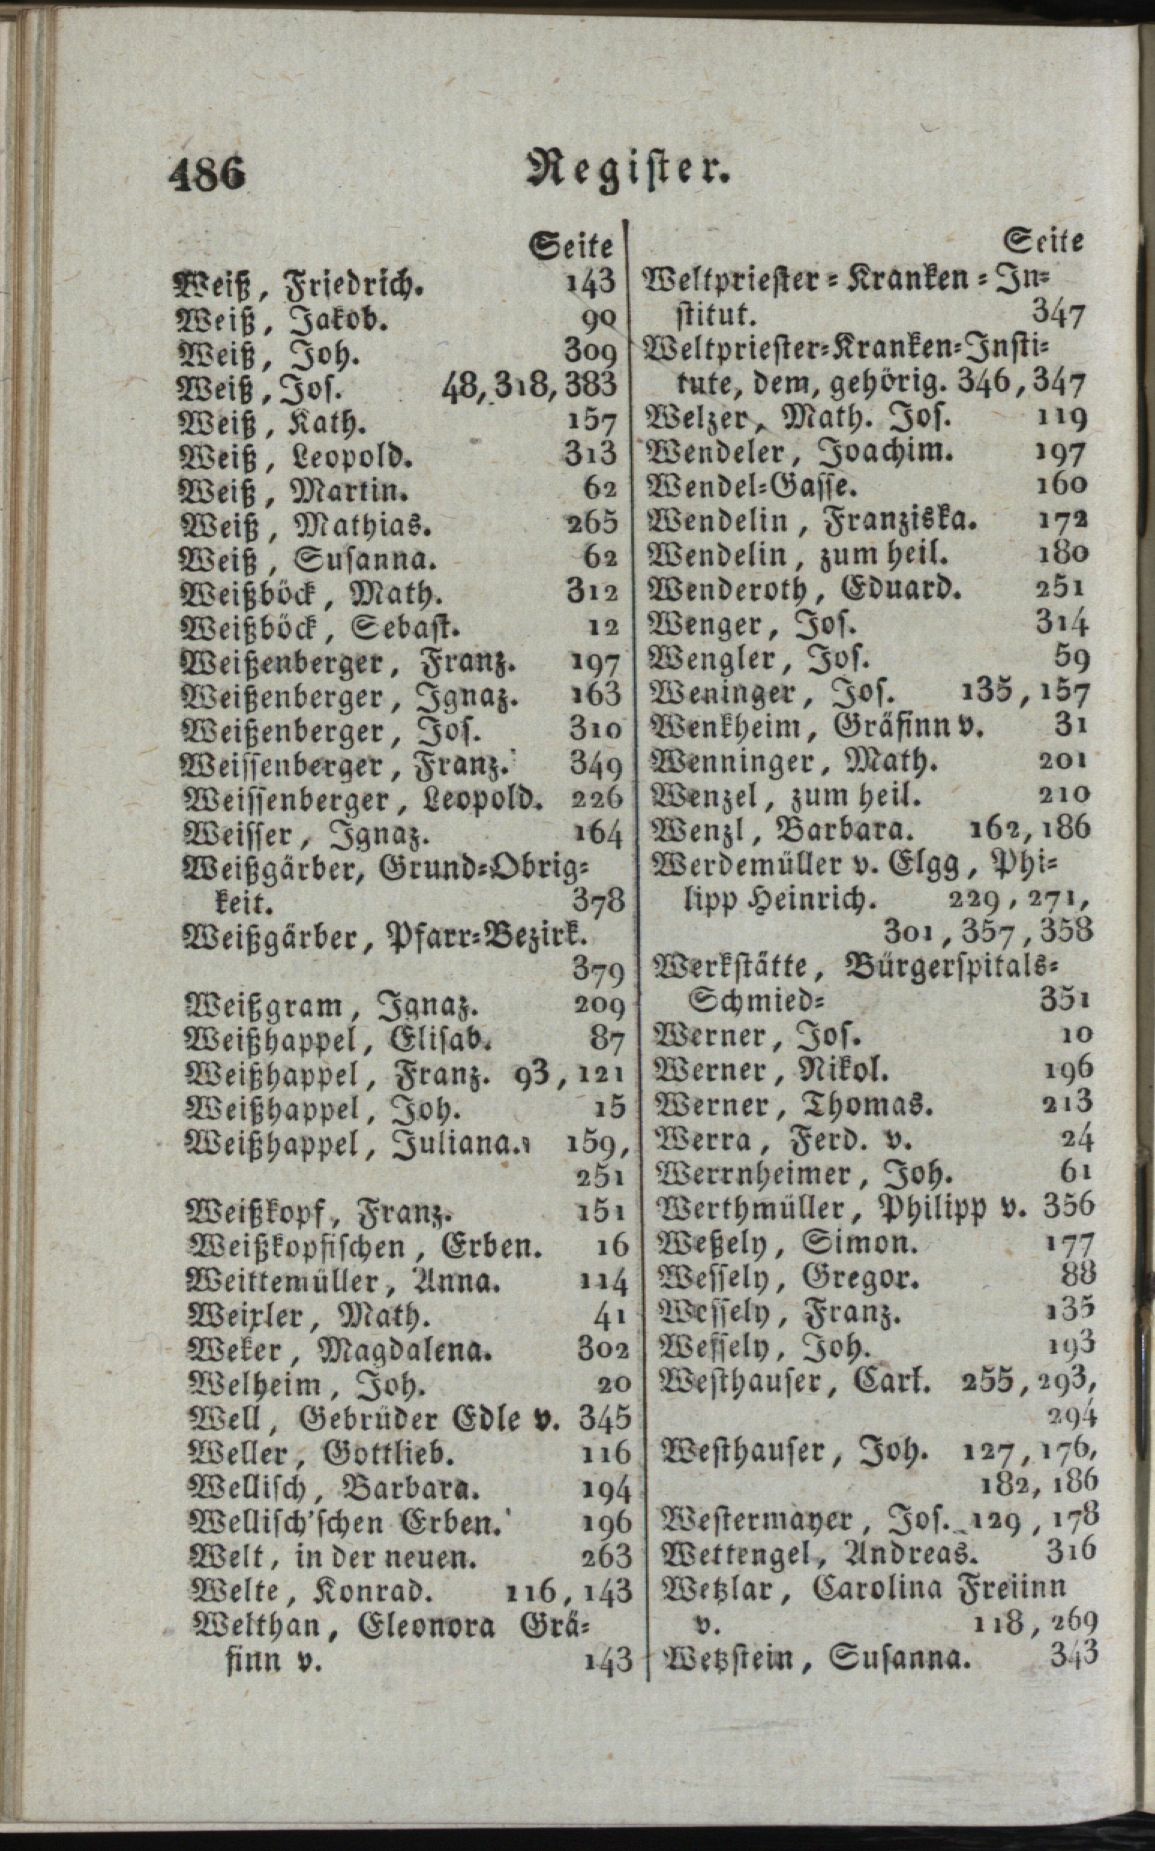 486 Register.
Seite
Weiß, Friedrich. 143
Weiß, Jakob. 90
Weiß, Joh. 309
Weiß, Jos. 48, 318, 383
Weiß, Kath. 157
Weiß, Leopold. 313
Weiß, Martin. 62
Weiß, Mathias. 265
Weiß, Susanna. 62
Weißböck, Math. 312
Weißböck, Sebast. 12
Weißenberger, Franz. 197
Weißenberger, Ignaz. 163
Weißenberger, Jos. 310
Weissenberger, Franz. 349
Weissenberger, Leopold. 226
Weisser, Ignaz. 164
Weißgärber, Grund-Obrig-
keit. 378
Weißgärber, Pfarr-Bezirk.
379
Weißgram, Ignaz. 209
Weißhappel, Elisab. 87
Weißhappel, Franz. 93, 121
Weißhappel, Joh. 15
Weißhappel, Juliana. 159,
251
Weißkopf, Franz. 151
Weißkopfischen, Erben. 16
Weittemüller, Anna. 114
Weixler, Math. 41
Weker, Magdalena. 302
Welheim, Joh. 20
Well, Gebrüder Edle v. 345
Weller, Gottlieb. 116
Wellisch, Barbara. 194
Wellisch'schen Erben. 196
Welt, in der neuen. 263
Welte, Konrad. 116, 143
Welthan, Eleonora Grä-
finn v. 143
Seite
Weltpriester-Kranken-In-
stitut. 347
Weltpriester-Kranken-Insti-
tute, dem, gehörig. 346, 347
Welzer, Math. Jos. 119
Wendeler, Joachim. 197
Wendel-Gasse. 160
Wendelin, Franziska. 172
Wendelin, zum heil. 180
Wenderoth, Eduard. 251
Wenger, Jos. 314
Wengler, Jos. 59
Weninger, Jos. 135, 157
Wenkheim, Gräfinn v. 31
Wenninger, Math. 201
Wenzel, zum heil. 210
Wenzl, Barbara. 162, 186
Werdemüller v. Elgg, Phi-
lipp Heinrich. 229, 271,
301, 357, 358
Werkstätte, Bürgerspitals-
Schmied- 351
Werner, Jos. 10
Werner, Nikol. 196
Werner, Thomas. 213
Werra, Ferd. v. 24
Werrnheimer, Joh. 61
Werthmüller, Philipp v. 356
Weßely, Simon. 177
Wessely, Gregor. 88
Wessely, Franz. 135
Wessely, Joh. 193
Westhauser, Carl. 255, 293,
294
Westhauser, Joh. 127, 176,
182, 186
Westermayer, Jos. 129, 178
Wettengel, Andreas. 316
Wetzlar, Carolina Freiinn
v. 118, 269
Wetzstein, Susanna. 343